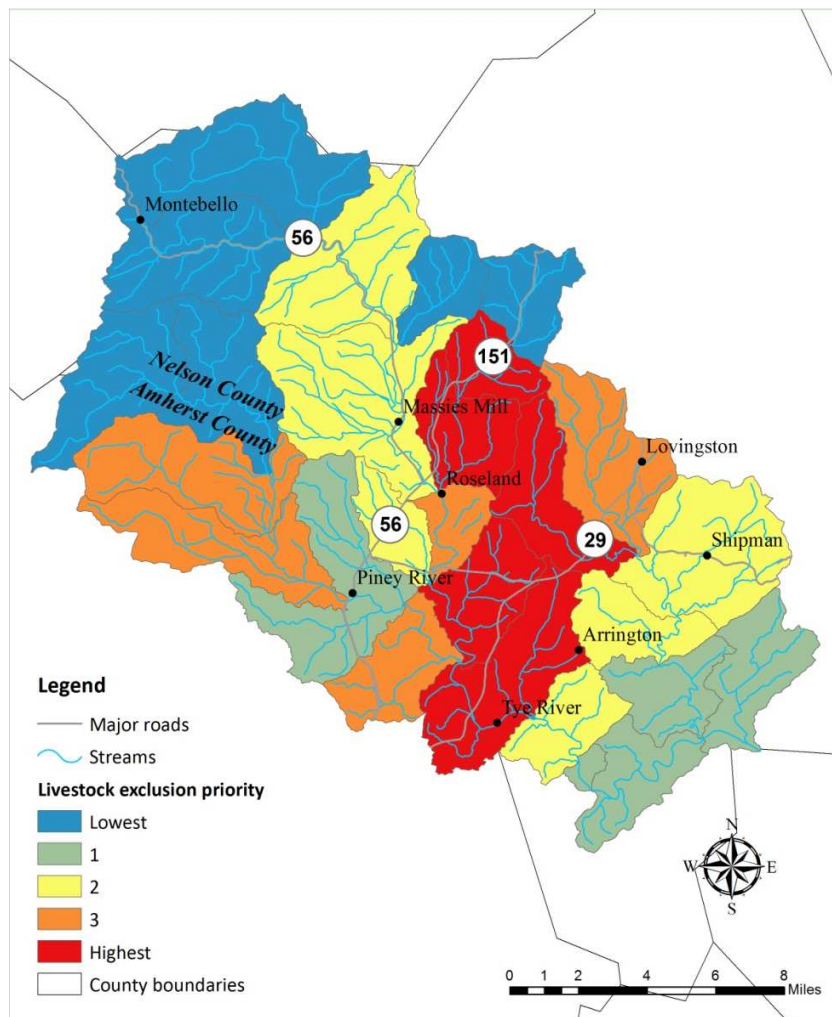 Montebello
56
151
Nelson County
Amherst County
Massies Mill
Lovingston
Roseland
56
29
Shipman
Piney River
Arrington
Tye River
Legend
Major roads
Streams
Livestock exclusion priority
Lowest
1
2
3
Highest
County boundaries
N
W E
S
0 1 2 4 6 8
Miles